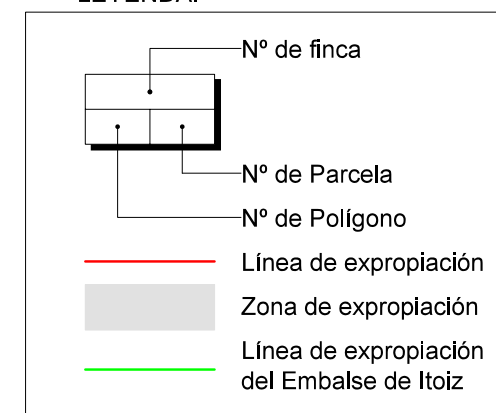 LEYENDA:
Nº de finca
Nº de Parcela
Nº de Polígono
Línea de expropiación
Zona de expropiación
Línea de expropiación
del Embalse de Itoiz